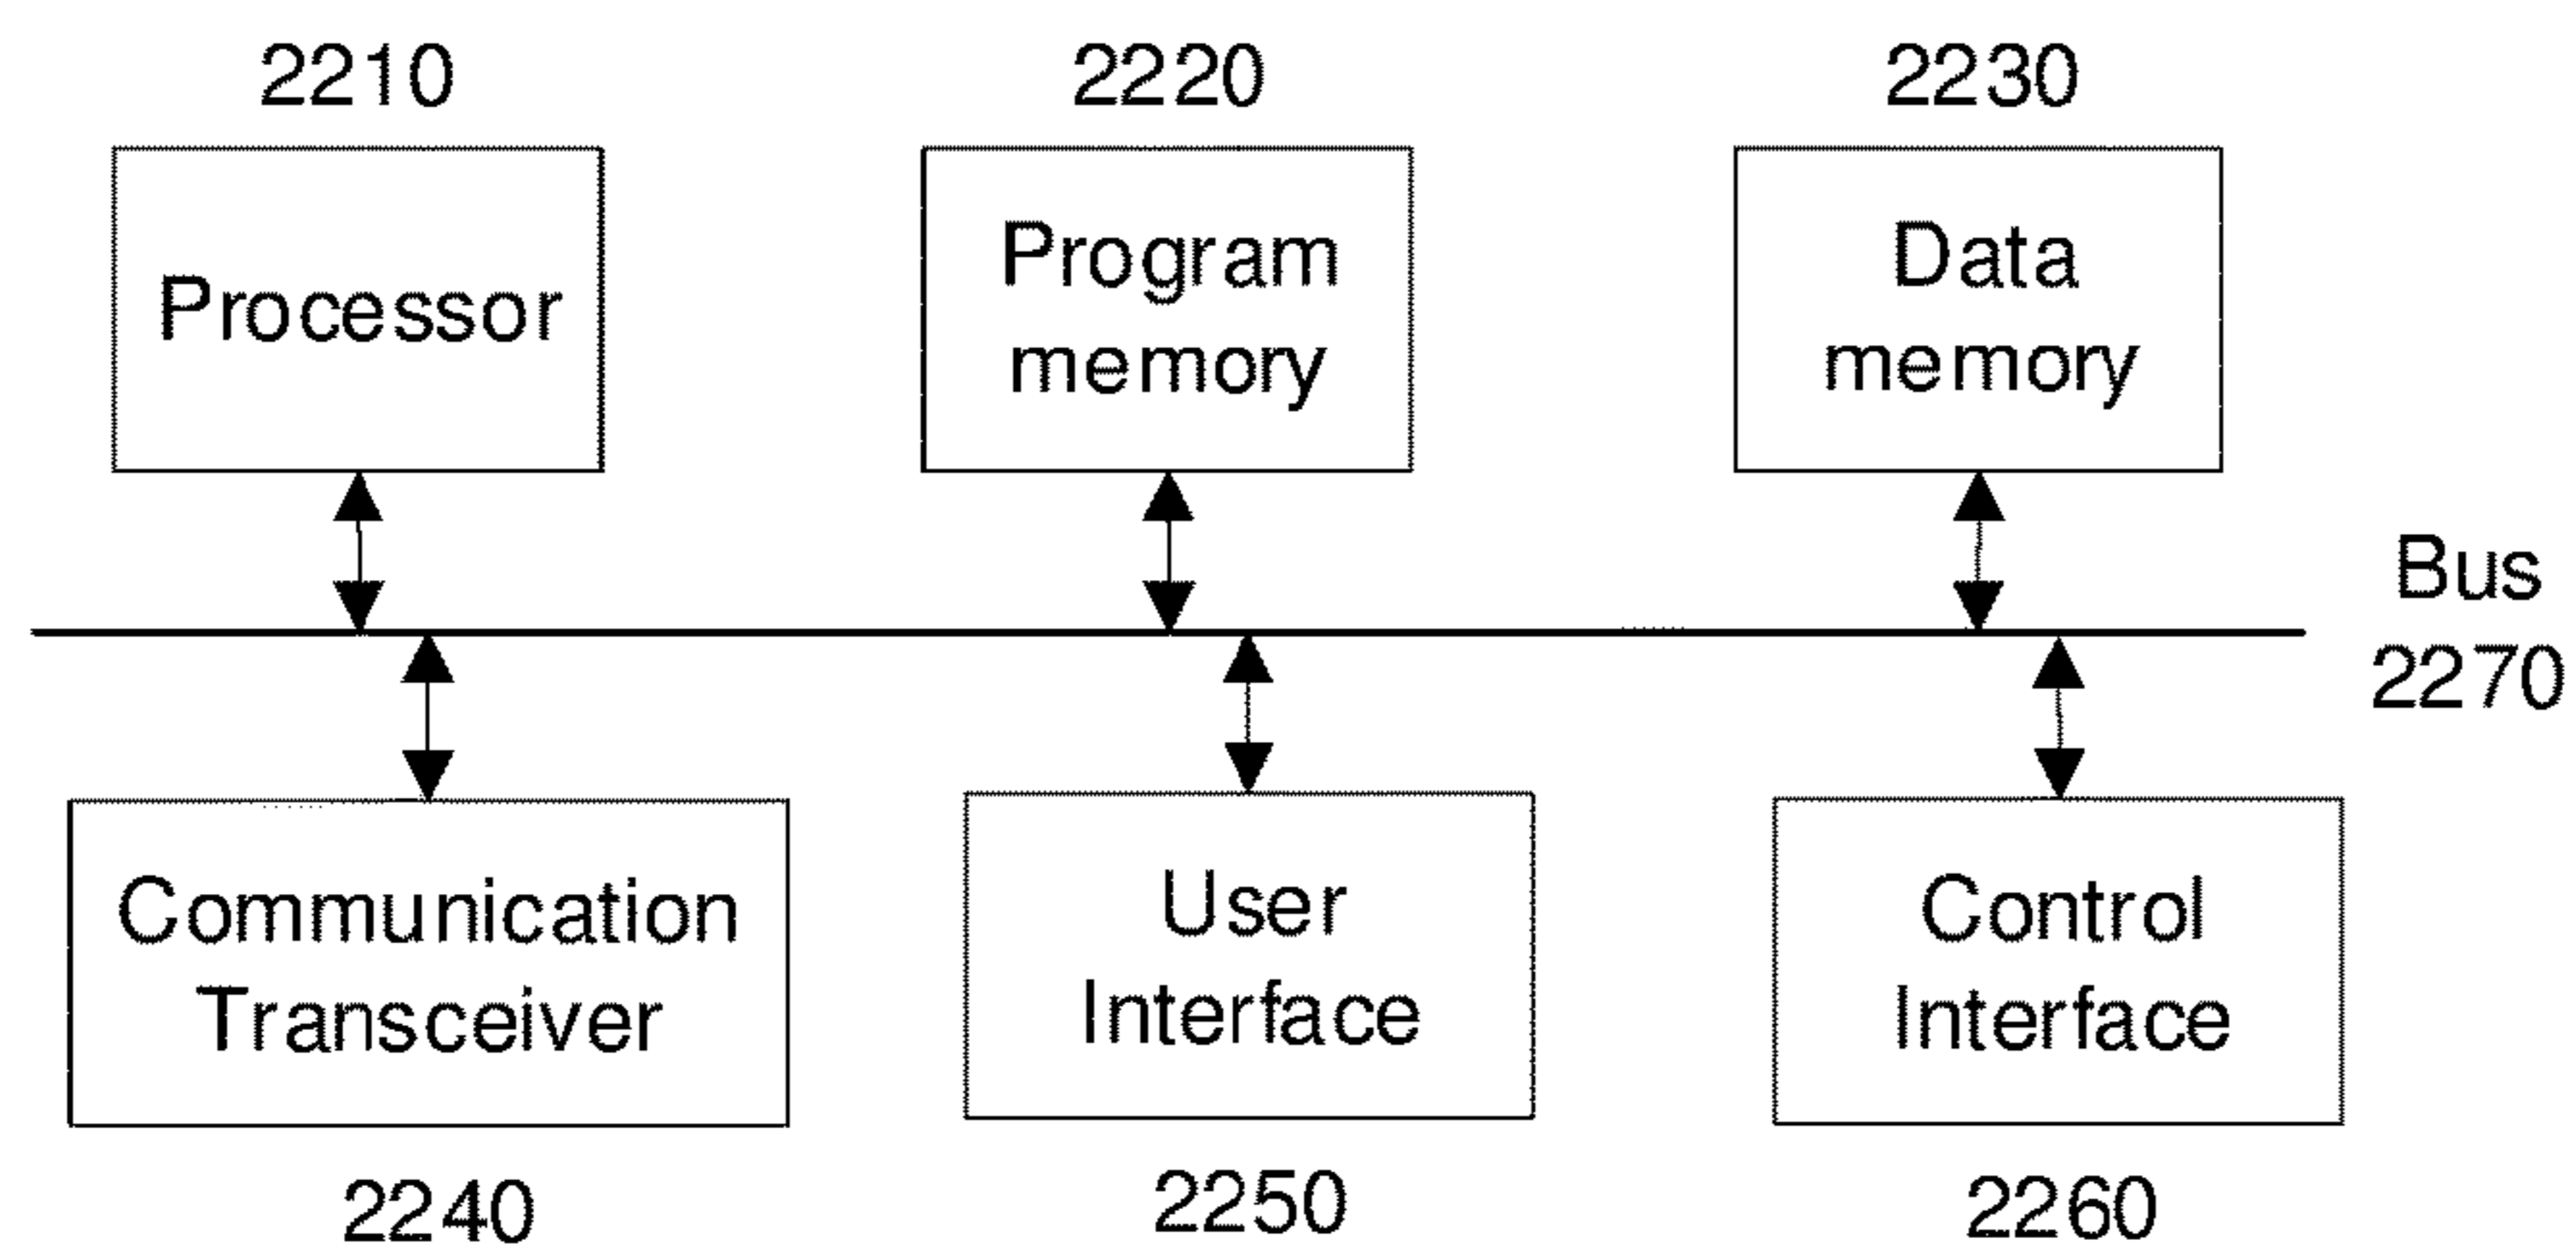 2210
2220
2230
Processor
Program
memory
Data
memory
Bus
2270
Communication
Transceiver
User
Interface
Control
Interface
2240
2250
2260